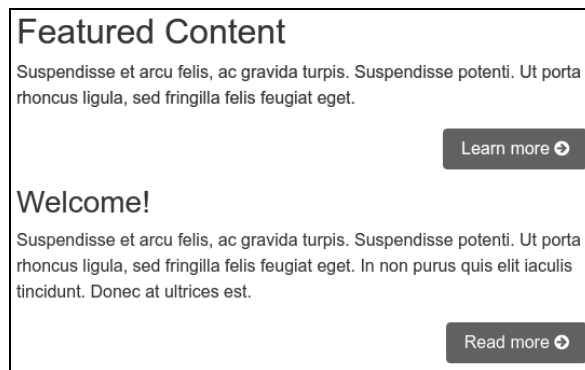 Featured Content
Suspendisse et arcu felis, ac gravida turpis. Suspendisse potenti. Ut porta
rhoncus ligula, sed fringilla felis feugiat eget.
Learn more
Welcome!
Suspendisse et arcu felis, ac gravida turpis. Suspendisse potenti. Ut porta
rhoncus ligula, sed fringilla felis feugiat eget. In non purus quis elit iaculis
tincidunt. Donec at ultrices est.
Read more